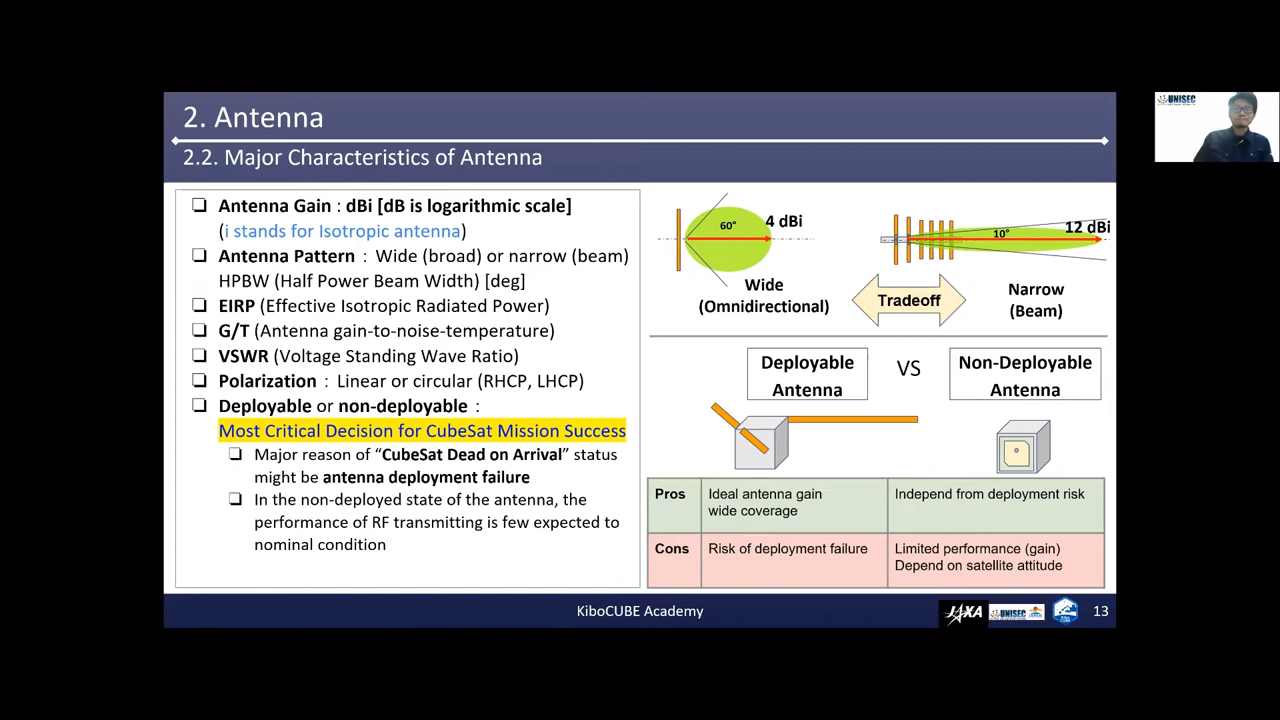 2. Antenna
2.2. Major Characteristics of Antenna
❏ Antenna Gain : dBi [dB is logarithmic scale]
(i stands for Isotropic antenna)
❏ Antenna Pattern : Wide (broad) or narrow (beam)
HPBW (Half Power Beam Width) [deg]
❏ EIRP (Effective Isotropic Radiated Power)
❏ G/T (Antenna gain-to-noise-temperature)
❏ VSWR (Voltage Standing Wave Ratio)
❏ Polarization : Linear or circular (RHCP, LHCP)
❏ Deployable or non-deployable :
Most Critical Decision for CubeSat Mission Success
❏ Major reason of “CubeSat Dead on Arrival” status
might be antenna deployment failure
❏ In the non-deployed state of the antenna, the
performance of RF transmitting is few expected to
nominal condition
60°
4 dBi
Wide
(Omnidirectional)
Tradeoff
10°
12 dBi
Narrow
(Beam)
Deployable
Antenna
VS
Non-Deployable
Antenna
Pros
Ideal antenna gain
wide coverage
Independ from deployment risk
Cons
Risk of deployment failure
Limited performance (gain)
Depend on satellite attitude
KiboCUBE Academy
JAXA
UNISEC
13
UNISEC